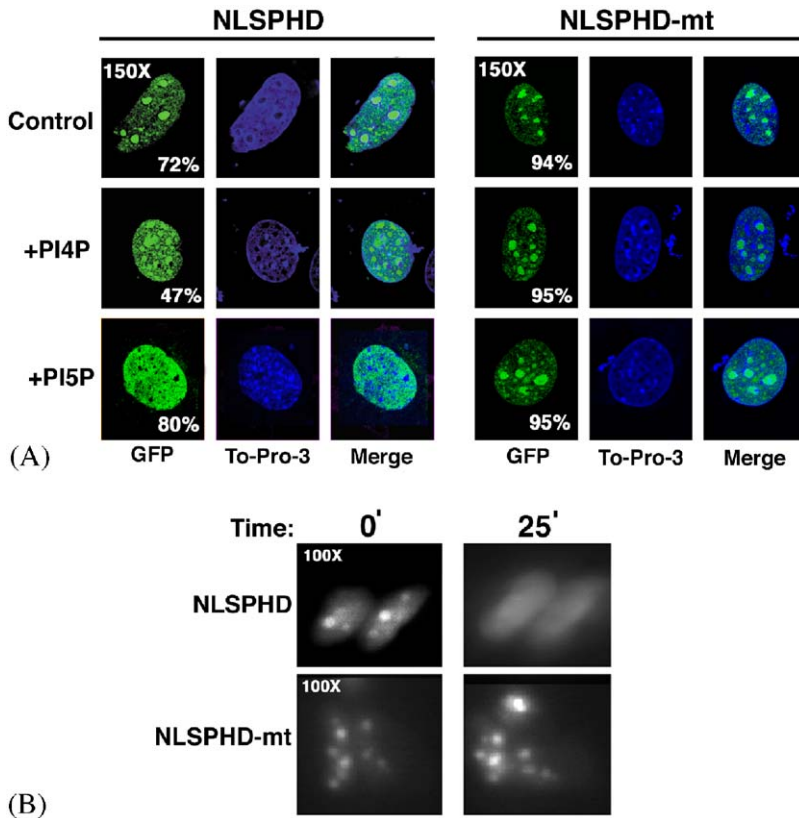 NLSPHD NLSPHD-mt
150X 150X
Control
72% 94%
+PI4P
47% 95%
+PI5P
80% 95%
(A) GFP To-Pro-3 Merge GFP To-Pro-3 Merge
Time: 0' 25'
100X
NLSPHD
100X
NLSPHD-mt
(B)